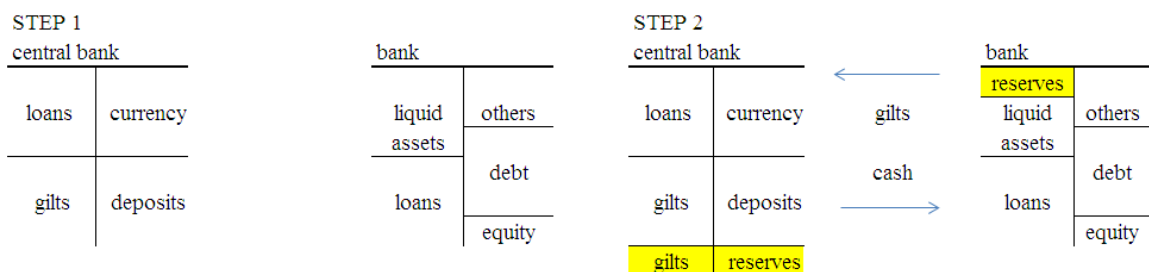 STEP 1
central bank
bank
loans
currency
liquid
assets
others
debt
gilts
deposits
loans
equity
STEP 2
central bank
bank
reserves
loans
currency
gilts
liquid
assets
others
cash
debt
gilts
deposits
loans
equity
gilts
reserves